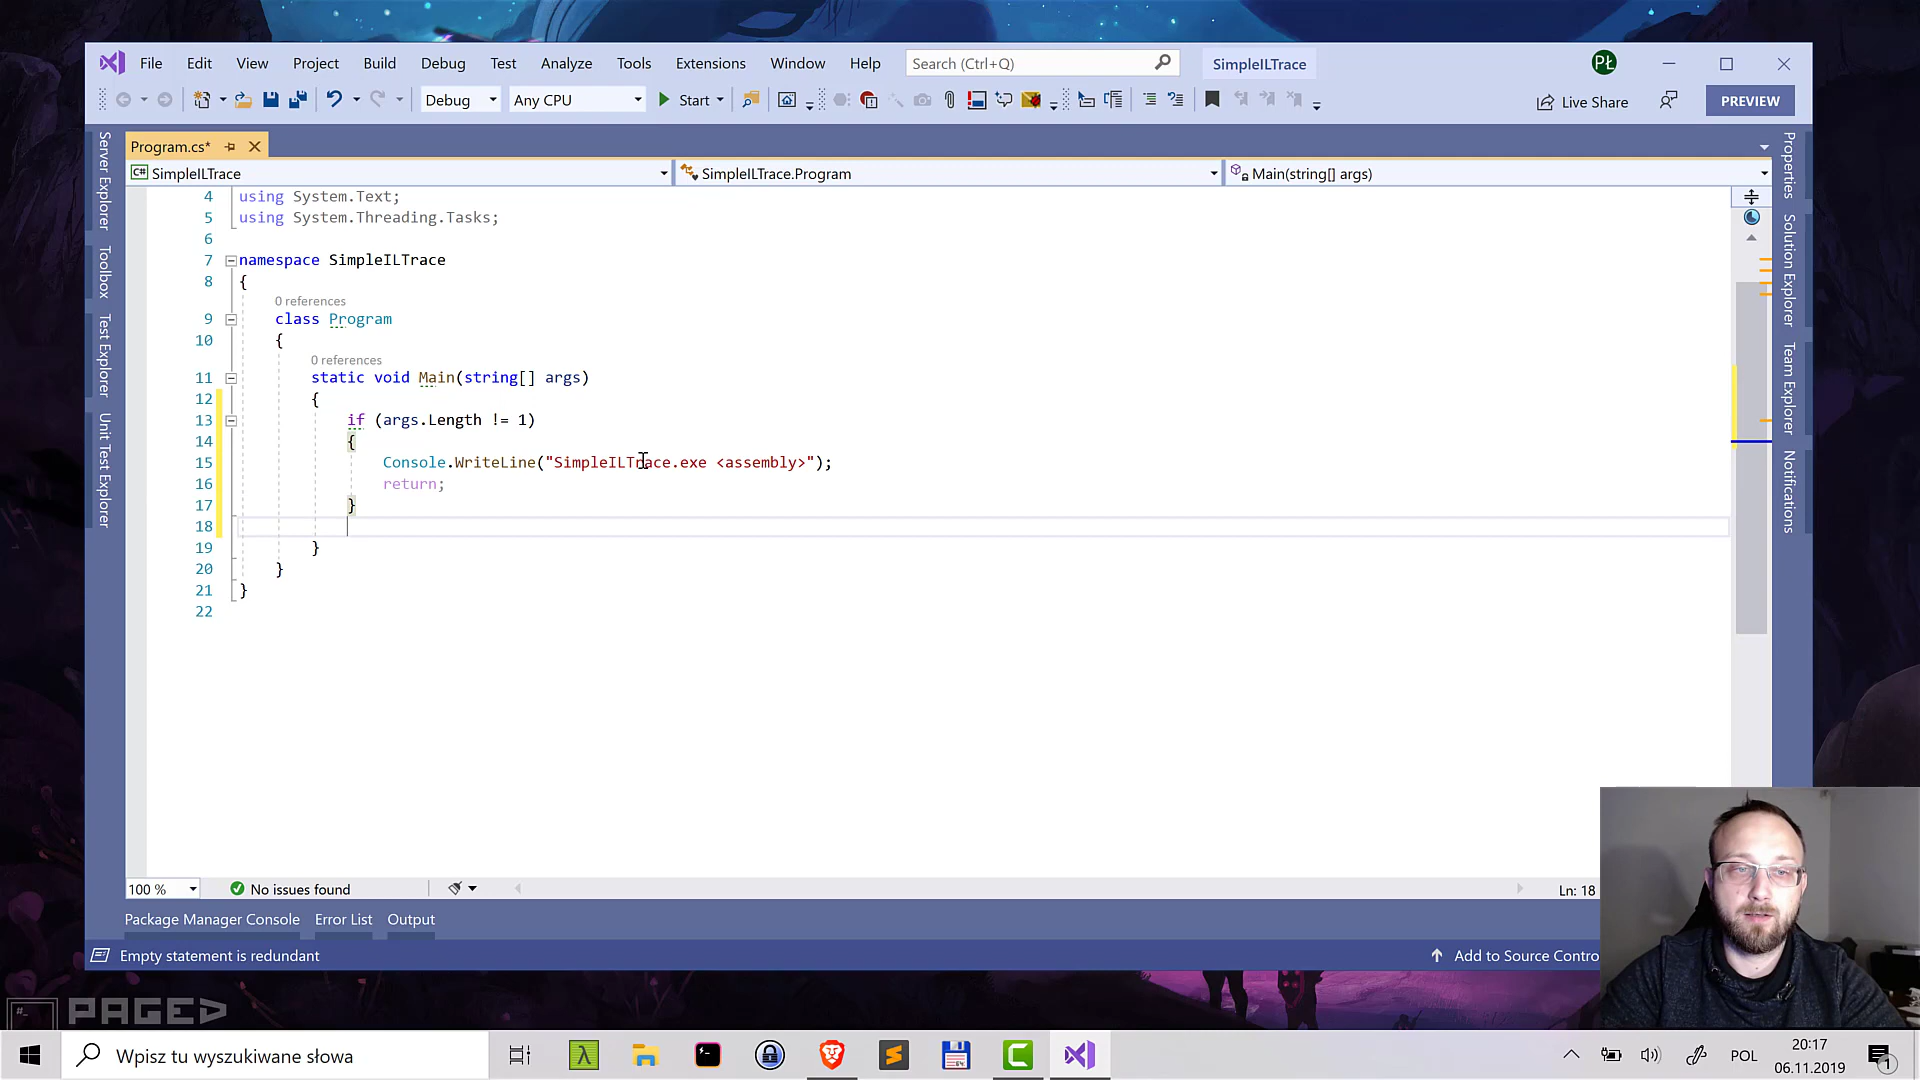 File Edit View Project Build Debug Test Analyze Tools Extensions Window Help Search (Ctrl+Q) SimpleILTrace PŁ
Debug Any CPU Start Live Share PREVIEW
Program.cs*
C# SimpleILTrace SimpleILTrace.Program Main(string[] args)
Server Explorer
Toolbox
Test Explorer
Unit Test Explorer
4 using System.Text;
5 using System.Threading.Tasks;
6
7 namespace SimpleILTrace
8 {
0 references
9 class Program
10 {
0 references
11 static void Main(string[] args)
12 {
13 if (args.Length != 1)
14 {
15 Console.WriteLine("SimpleILTrace.exe <assembly>");
16 return;
17 }
18
19 }
20 }
21 }
22
Properties
Solution Explorer
Team Explorer
Notifications
100 % No issues found Ln: 18
Package Manager Console Error List Output
Empty statement is redundant Add to Source Contro
PAGED
Wpisz tu wyszukiwane słowa POL 20:17
06.11.2019 1